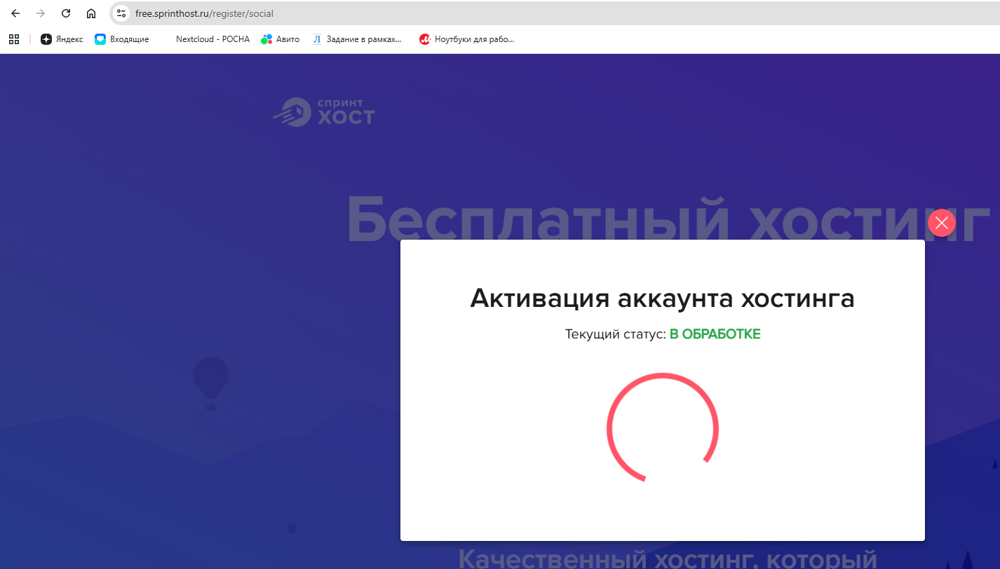 free.sprinthost.ru/register/social
Яндекс Входящие Nextcloud - РОСНА Авито Задание в рамках... Ноутбуки для рабо...
спринт
ХОСТ
Бесплатный хостинг
Активация аккаунта хостинга
Текущий статус: В ОБРАБОТКЕ
Качественный хостинг, который